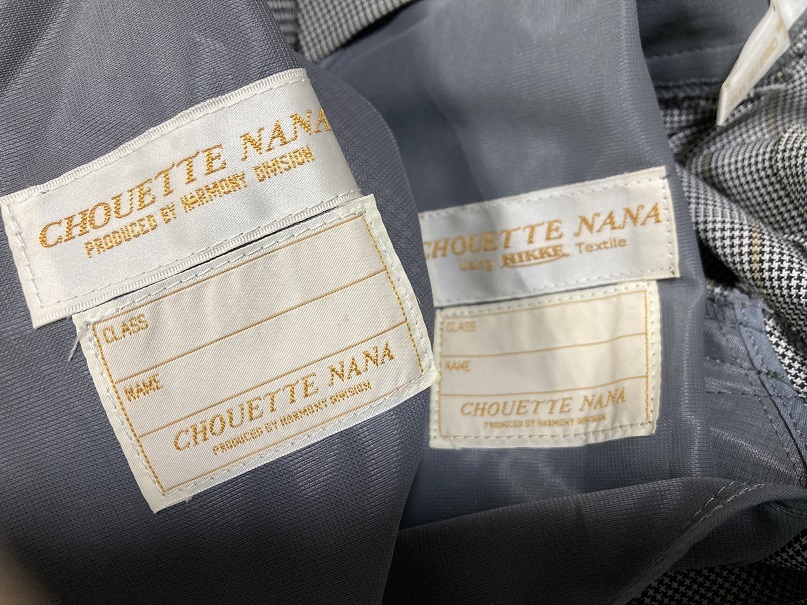 CHOUETTE NANA
PRODUCED BY HARMONY DIVISION
CLASS
NAME
CHOUETTE NANA
PRODUCED BY HARMONY DIVISION
CHOUETTE NANA
Using NIKKE Textile
CLASS
NAME
CHOUETTE NANA
PRODUCED BY HARMONY DIVISION